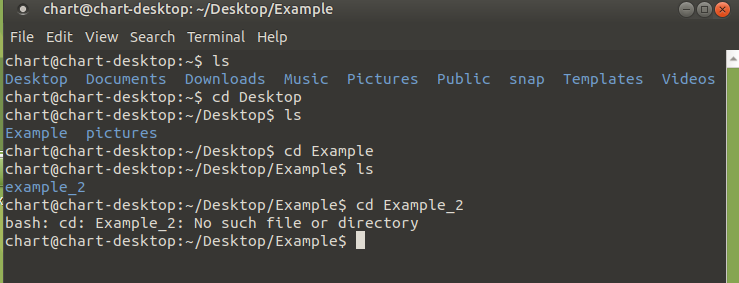 chart@chart-desktop: ~/Desktop/Example
File Edit View Search Terminal Help
chart@chart-desktop:~$ ls
Desktop Documents Downloads Music Pictures Public snap Templates Videos
chart@chart-desktop:~$ cd Desktop
chart@chart-desktop:~/Desktop$ ls
Example pictures
chart@chart-desktop:~/Desktop$ cd Example
chart@chart-desktop:~/Desktop/Example$ ls
example_2
chart@chart-desktop:~/Desktop/Example$ cd Example_2
bash: cd: Example_2: No such file or directory
chart@chart-desktop:~/Desktop/Example$